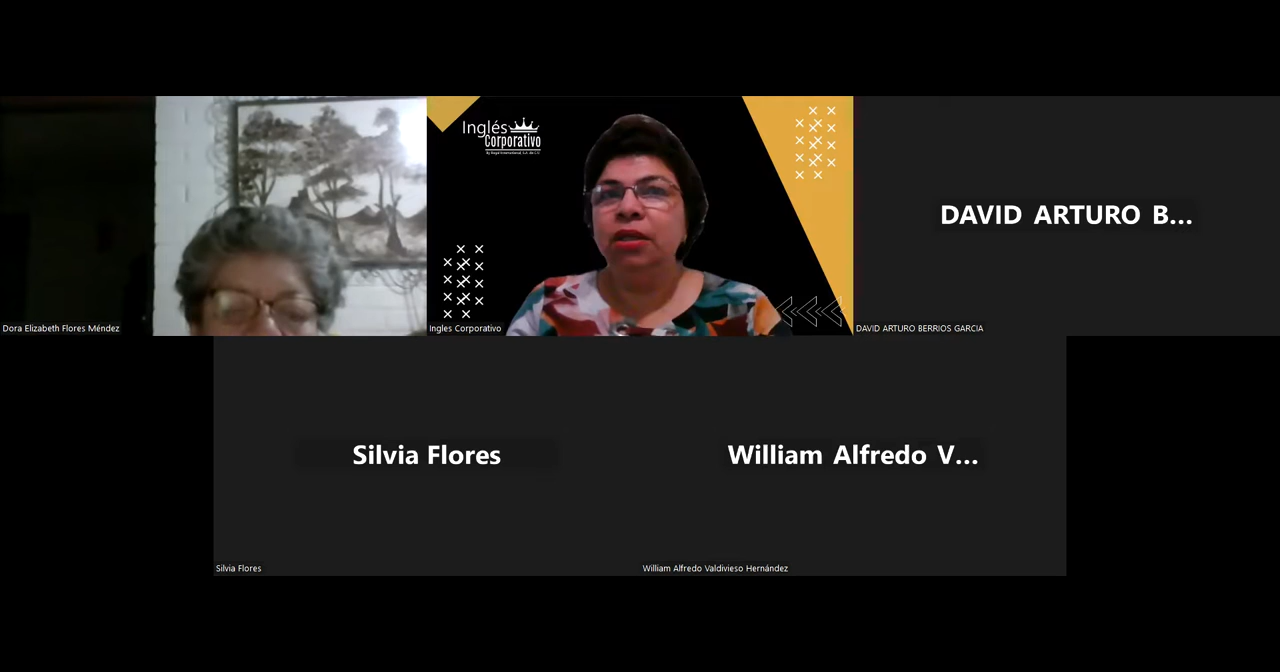 Inglés
Corporativo
DAVID ARTURO B...
Dora Elizabeth Flores Méndez
Ingles Corporativo
DAVID ARTURO BERRIOS GARCIA
Silvia Flores
William Alfredo V...
Silvia Flores
William Alfredo Valdivieso Hernández